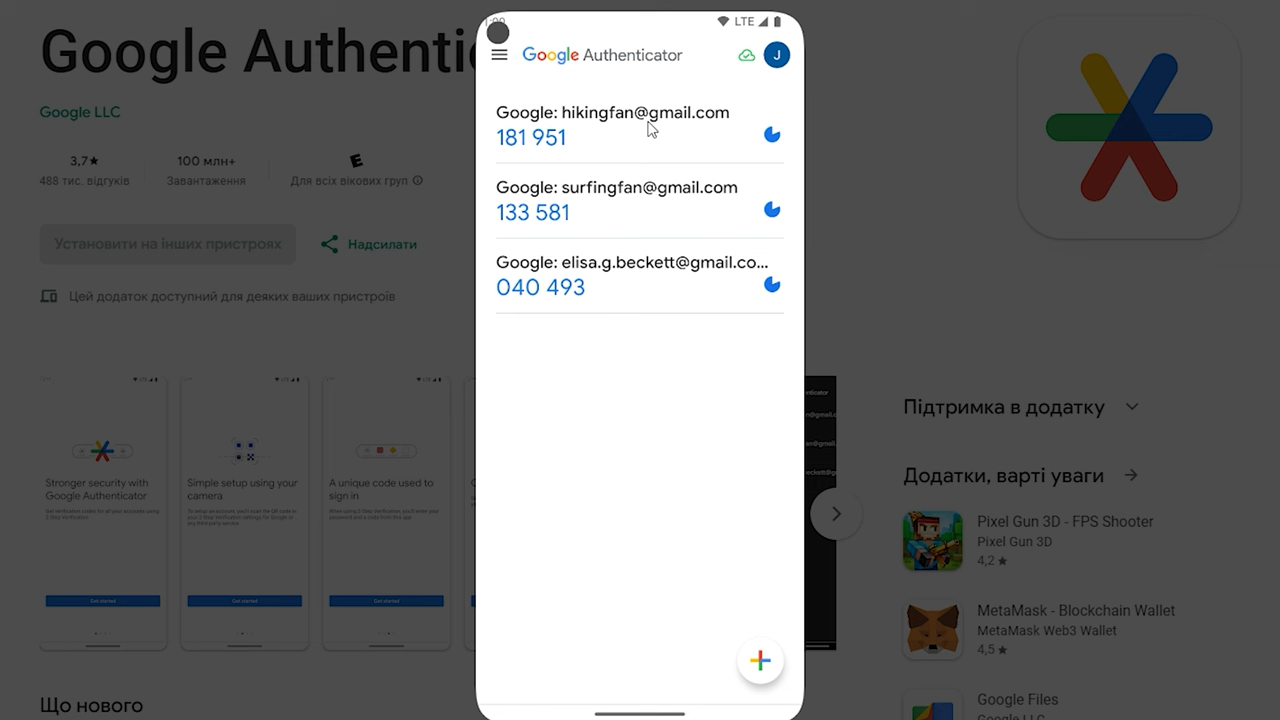 Google Authentic
Google LLC
3,7★
488 тис. відгуків
100 млн+
Завантаження
Для всіх вікових груп
Установити на інших пристроях
Надсилати
Цей додаток доступний для деяких ваших пристроїв
LTE
Google Authenticator
J
Google: hikingfan@gmail.com
181 951
Google: surfingfan@gmail.com
133 581
Google: elisa.g.beckett@gmail.co...
040 493
Stronger security with
Google Authenticator
Get started
Simple setup using your
camera
Get started
A unique code used to
sign in
Get started
Підтримка в додатку
Додатки, варті уваги
Pixel Gun 3D - FPS Shooter
Pixel Gun 3D
4,2★
MetaMask - Blockchain Wallet
MetaMask Web3 Wallet
4,5★
Google Files
Google LLC
Що нового